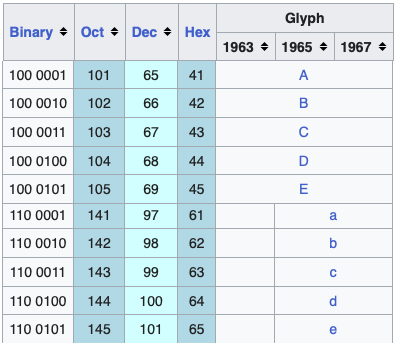 Binary Oct Dec Hex Glyph
1963 1965 1967
100 0001 101 65 41 A
100 0010 102 66 42 B
100 0011 103 67 43 C
100 0100 104 68 44 D
100 0101 105 69 45 E
110 0001 141 97 61 a
110 0010 142 98 62 b
110 0011 143 99 63 c
110 0100 144 100 64 d
110 0101 145 101 65 e